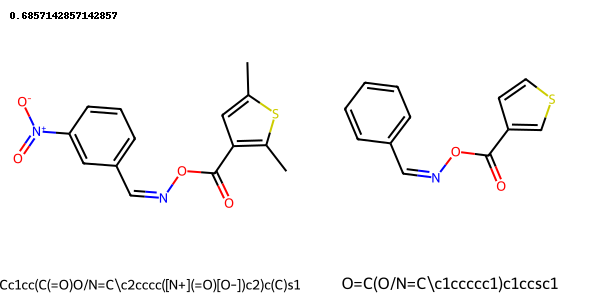 0.6857142857142857
O⁻
N⁺
O
O
N
O
S
O
N
O
S
Cc1cc(C(=O)O/N=C\c2cccc([N+](=O)[O-])c2)c(C)s1
O=C(O/N=C\c1ccccc1)c1ccsc1